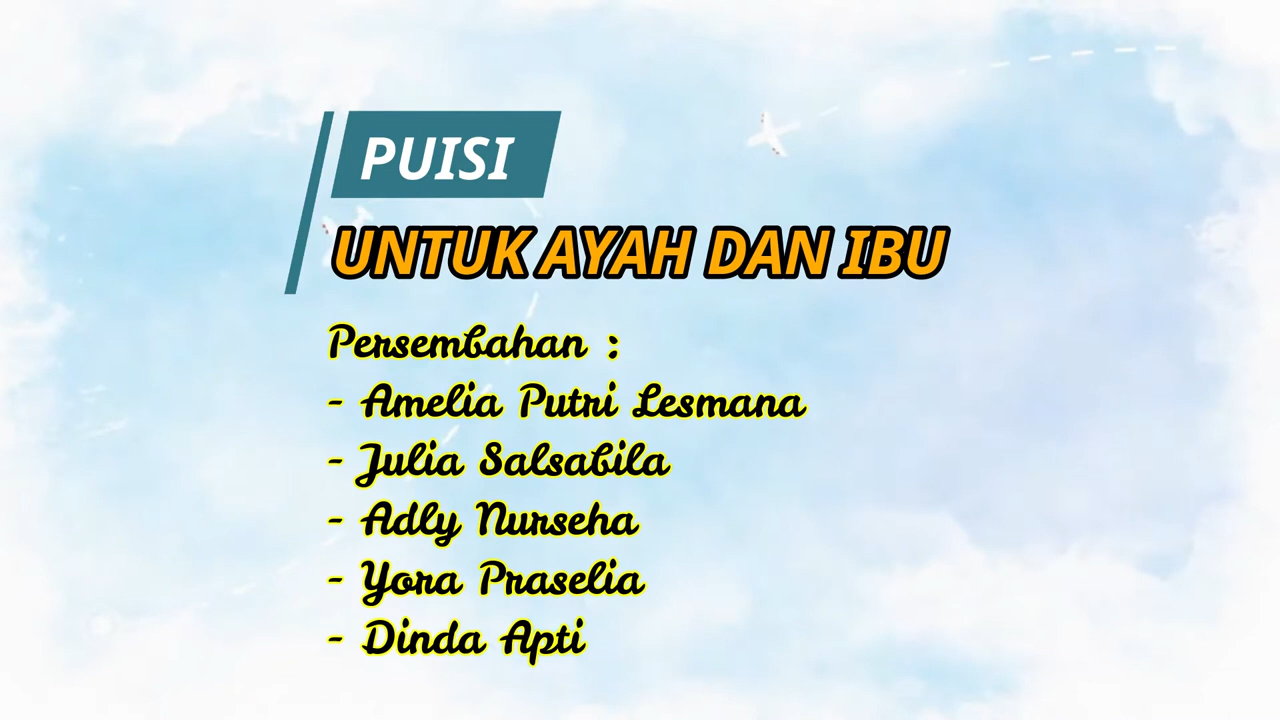 PUISI
UNTUK AYAH DAN IBU
Persembahan :
- Amelia Putri Lesmana
- Julia Salsabila
- Adly Nurseha
- Yora Praselia
- Dinda Apti